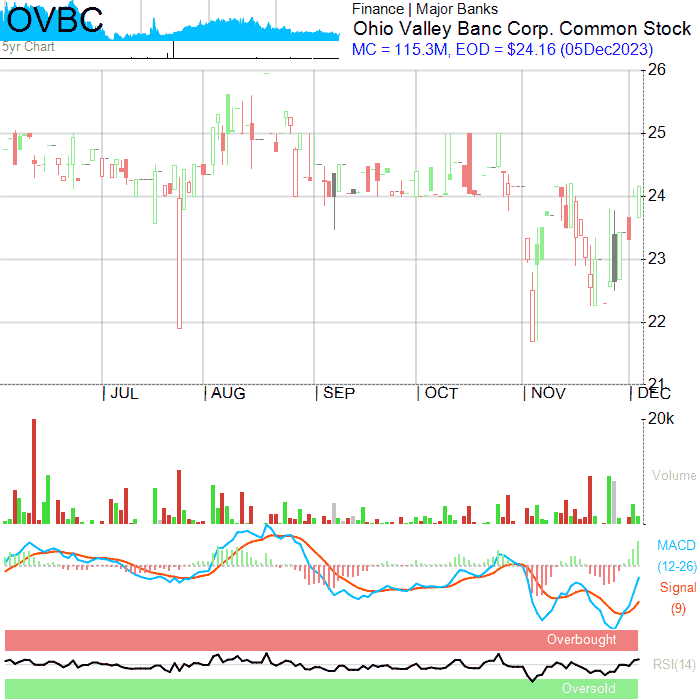 OVBC
5yr Chart
Finance | Major Banks
Ohio Valley Banc Corp. Common Stock
MC = 115.3M, EOD = $24.16 (05Dec2023)
26
25
24
23
22
21
JUL
AUG
SEP
OCT
NOV
DEC
20k
Volume
MACD
(12-26)
Signal
(9)
Overbought
RSI(14)
Oversold